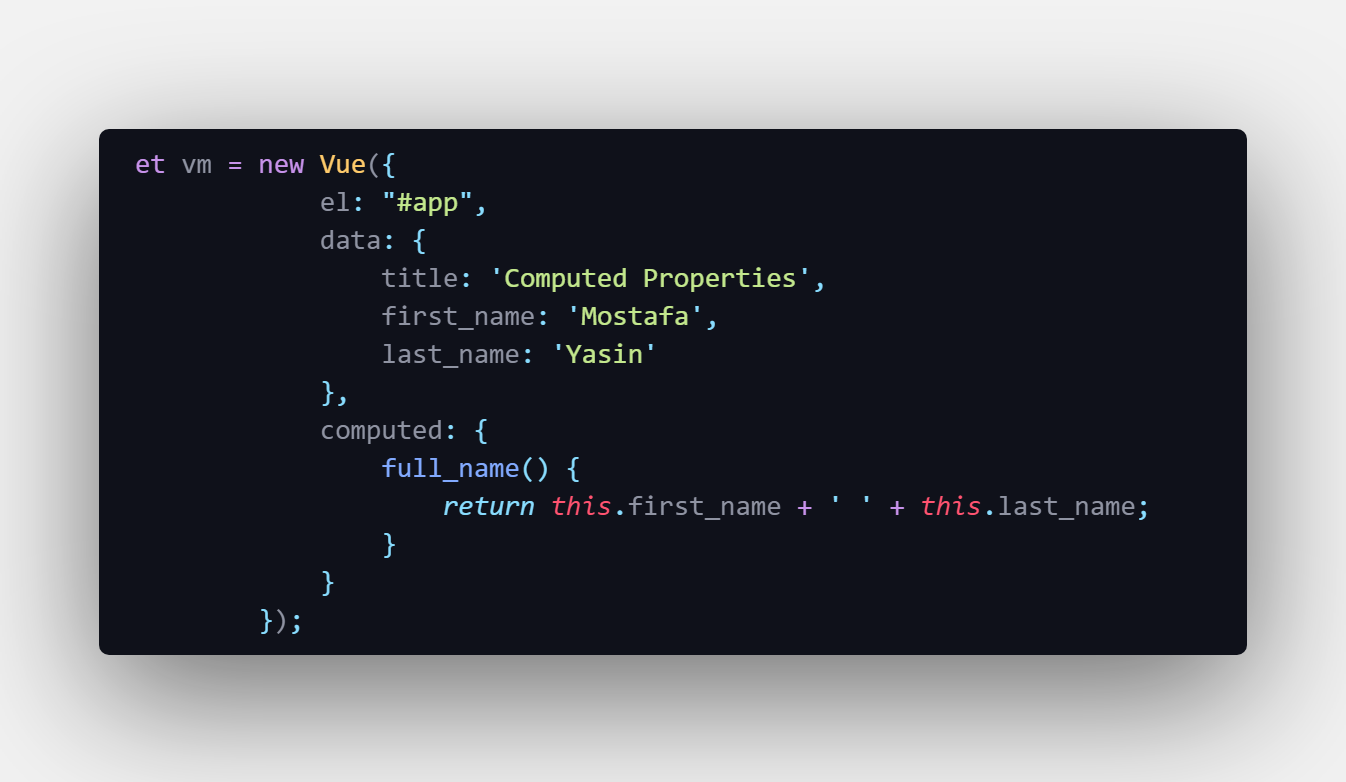 et vm = new Vue({
            el: "#app",
            data: {
                title: 'Computed Properties',
                first_name: 'Mostafa',
                last_name: 'Yasin'
            },
            computed: {
                full_name() {
                    return this.first_name + ' ' + this.last_name;
                }
            }
        });